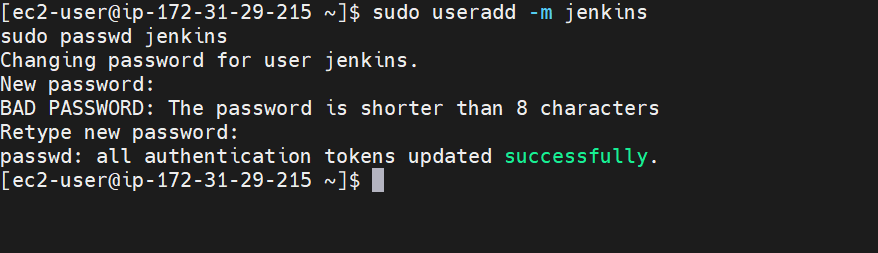 [ec2-user@ip-172-31-29-215 ~]$ sudo useradd -m jenkins
sudo passwd jenkins
Changing password for user jenkins.
New password:
BAD PASSWORD: The password is shorter than 8 characters
Retype new password:
passwd: all authentication tokens updated successfully.
[ec2-user@ip-172-31-29-215 ~]$